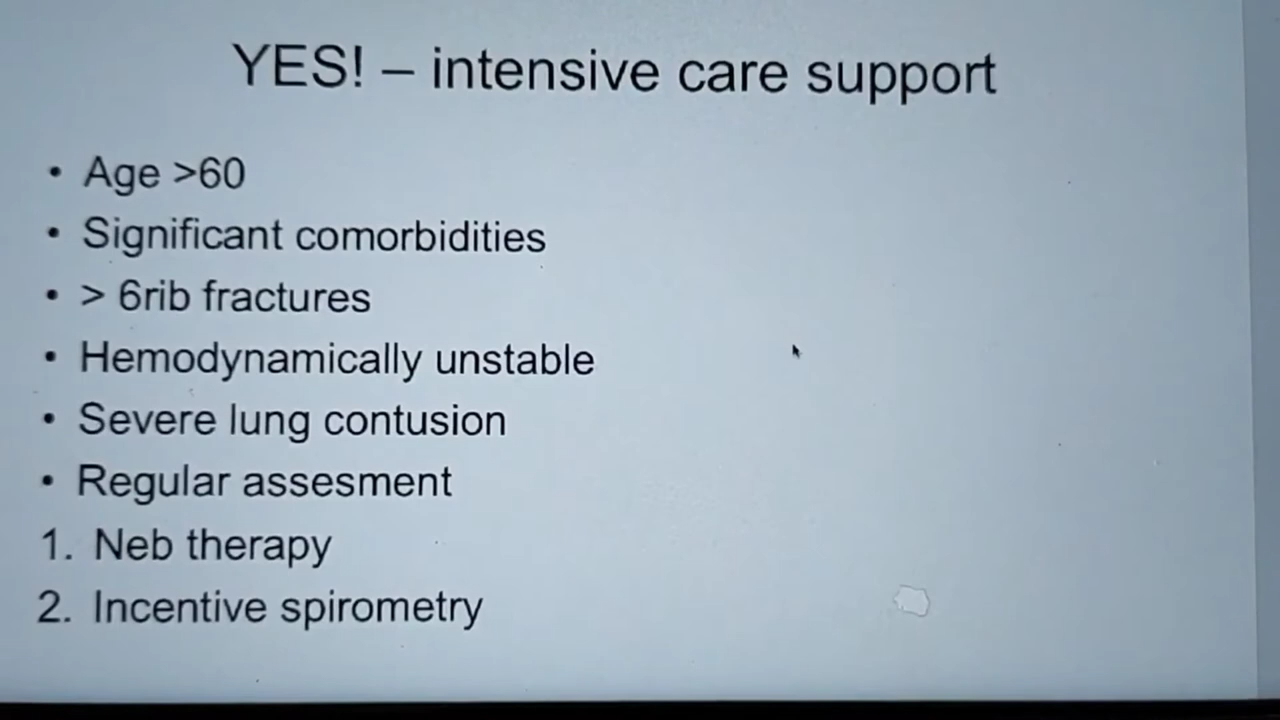 YES! – intensive care support
• Age >60
• Significant comorbidities
• > 6rib fractures
• Hemodynamically unstable
• Severe lung contusion
• Regular assesment
1. Neb therapy
2. Incentive spirometry